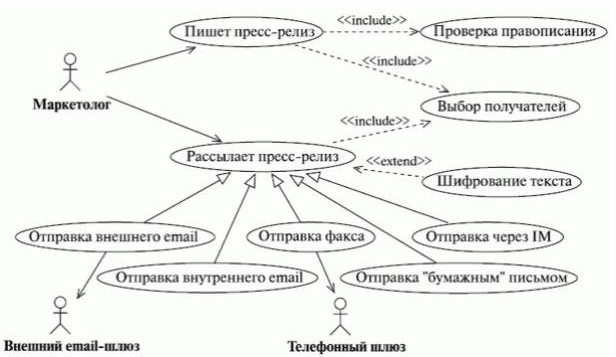 Пишет пресс-релиз
<<include>>
Проверка правописания
<<include>>
Маркетолог
Выбор получателей
<<include>>
Рассылает пресс-релиз
<<extend>>
Шифрование текста
Отправка внешнего email
Отправка факса
Отправка через IM
Отправка внутреннего email
Отправка "бумажным" письмом
Внешний email-шлюз
Телефонный шлюз